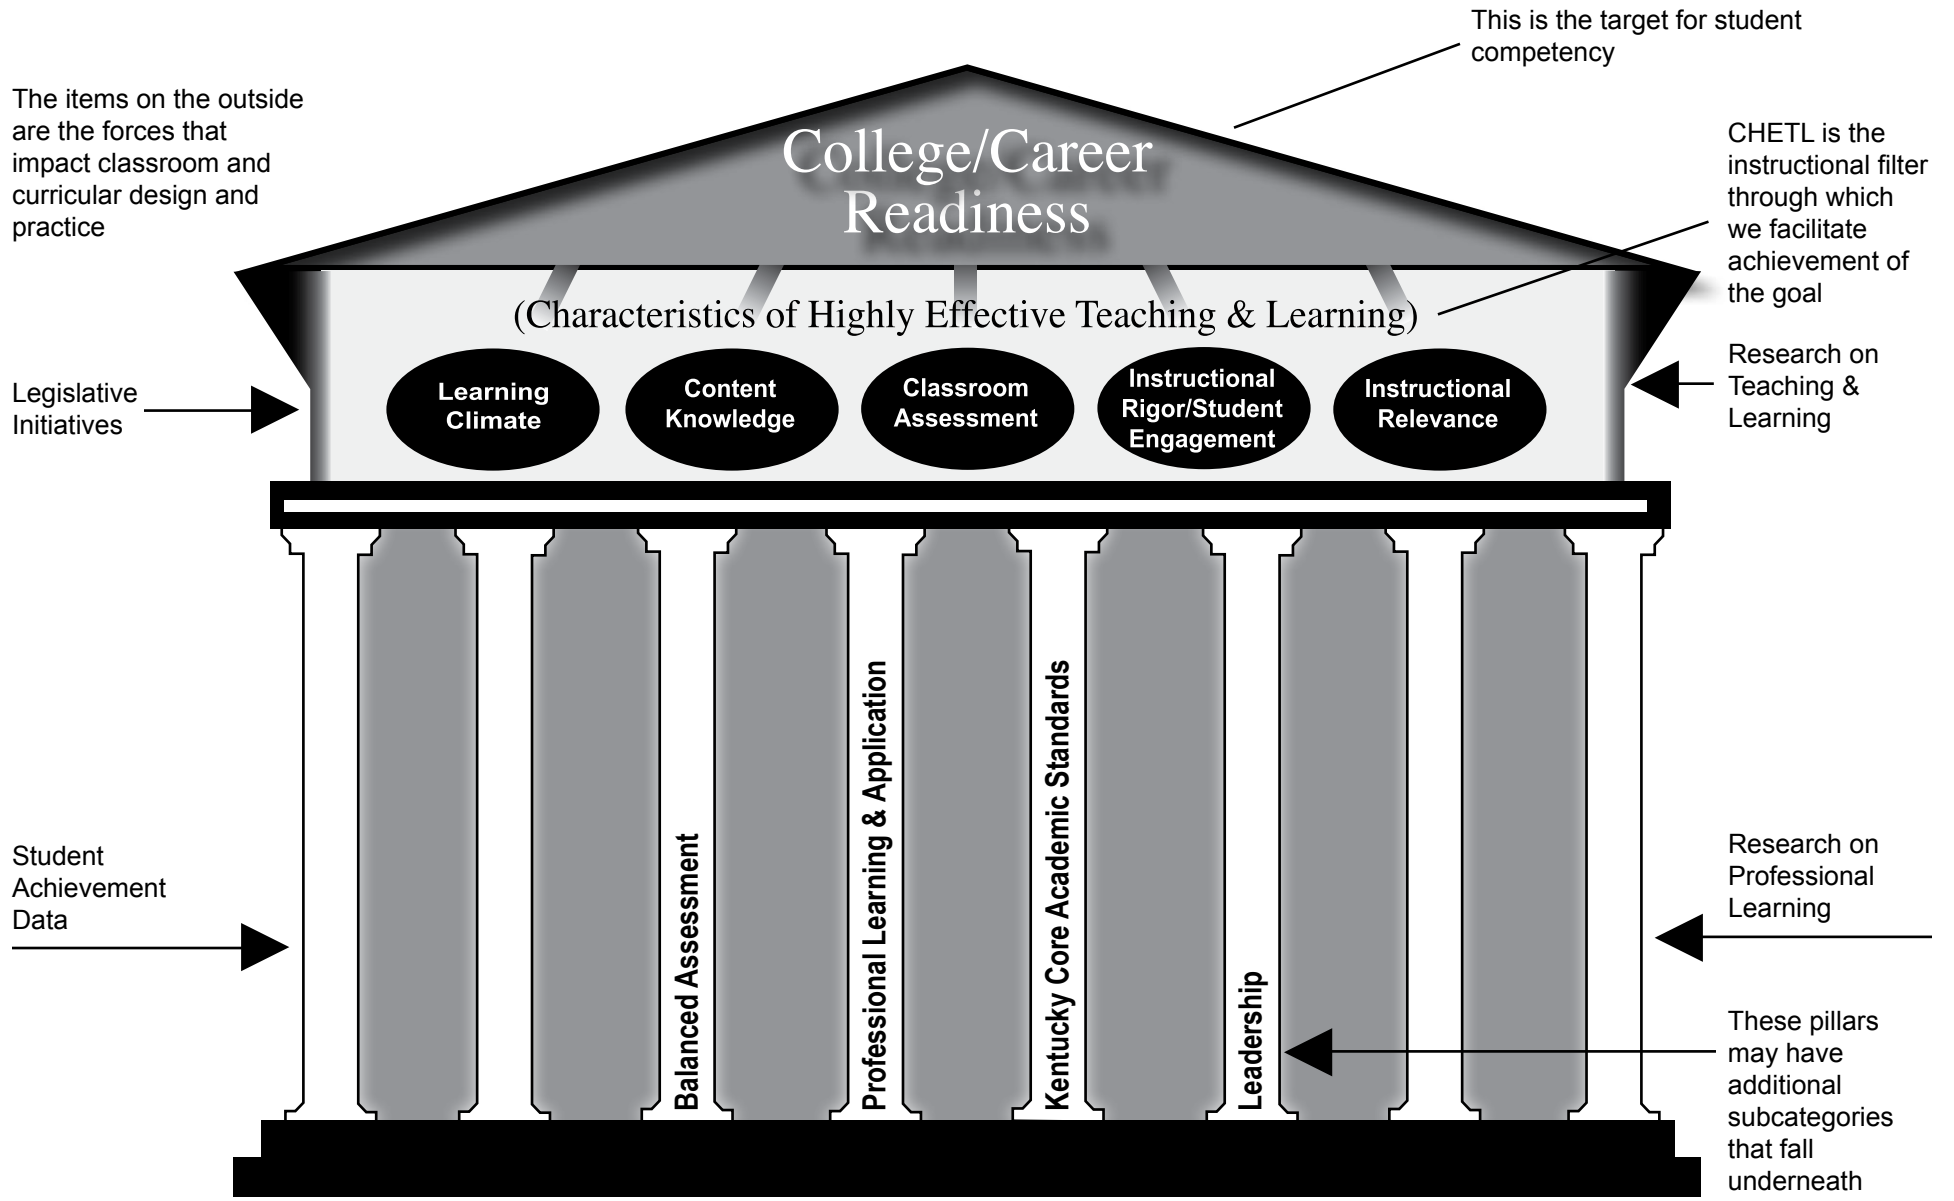 This is the target for student
competency
The items on the outside
are the forces that
impact classroom and
curricular design and
practice
College/Career
Readiness
CHETL is the
instructional filter
through which
we facilitate
achievement of
the goal
(Characteristics of Highly Effective Teaching & Learning)
Legislative
Initiatives
Learning
Climate
Content
Knowledge
Classroom
Assessment
Instructional
Rigor/Student
Engagement
Instructional
Relevance
Research on
Teaching &
Learning
Student
Achievement
Data
Balanced Assessment
Professional Learning & Application
Kentucky Core Academic Standards
Leadership
Research on
Professional
Learning
These pillars
may have
additional
subcategories
that fall
underneath